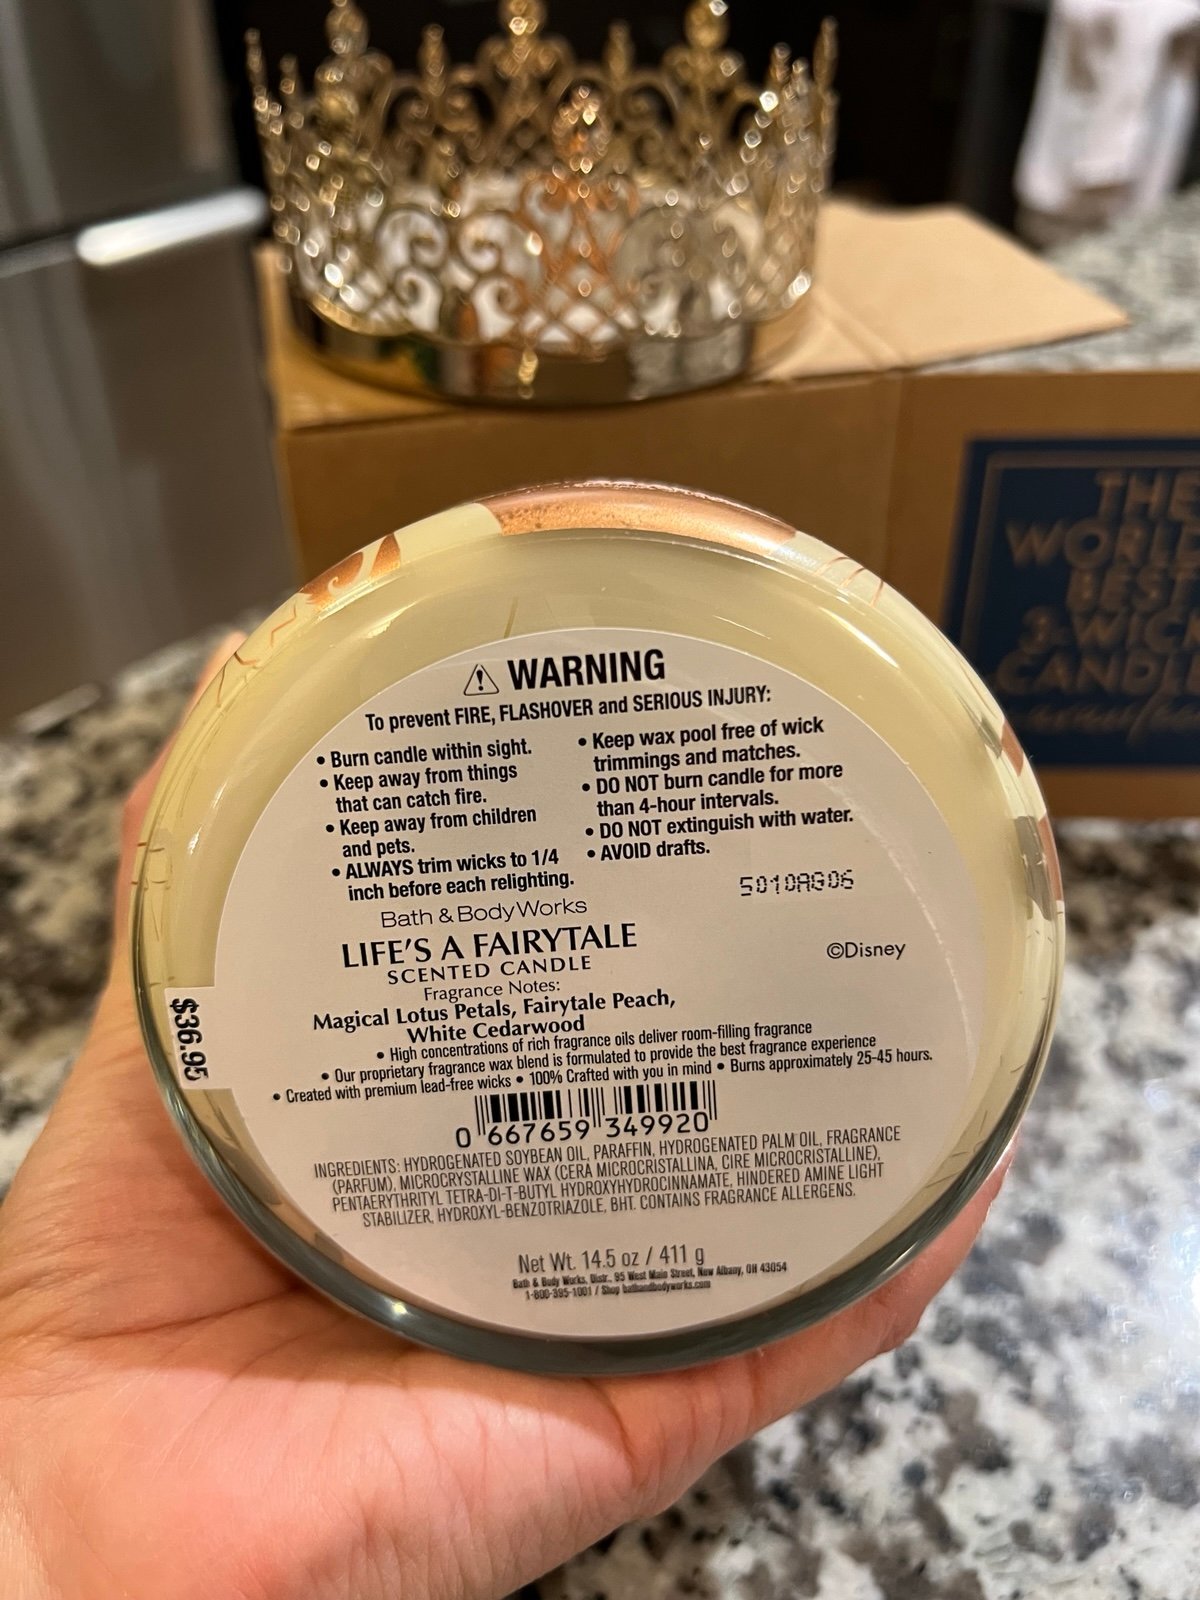 THE
WORLD'S
BEST
3-WICK
CANDLE
WARNING
To prevent FIRE, FLASHOVER and SERIOUS INJURY:
• Burn candle within sight.
• Keep away from things
that can catch fire.
• Keep away from children
and pets.
• ALWAYS trim wicks to 1/4
inch before each relighting.
• Keep wax pool free of wick
trimmings and matches.
• DO NOT burn candle for more
than 4-hour intervals.
• DO NOT extinguish with water.
• AVOID drafts.
5010AG06
Bath & Body Works
LIFE'S A FAIRYTALE
SCENTED CANDLE
©Disney
Fragrance Notes:
Magical Lotus Petals, Fairytale Peach,
White Cedarwood
• High concentrations of rich fragrance oils deliver room-filling fragrance
• Our proprietary fragrance wax blend is formulated to provide the best fragrance experience
• Created with premium lead-free wicks • 100% Crafted with you in mind • Burns approximately 25-45 hours.
$36.95
0 667659 349920
INGREDIENTS: HYDROGENATED SOYBEAN OIL, PARAFFIN, HYDROGENATED PALM OIL, FRAGRANCE
(PARFUM), MICROCRYSTALLINE WAX (CERA MICROCRISTALLINA, CIRE MICROCRISTALLINE),
PENTAERYTHRITYL TETRA-DI-T-BUTYL HYDROXYHYDROCINNAMATE, HINDERED AMINE LIGHT
STABILIZER, HYDROXYL-BENZOTRIAZOLE, BHT. CONTAINS FRAGRANCE ALLERGENS.
Net Wt. 14.5 oz / 411 g
Bath & Body Works, Distr., 95 West Main Street, New Albany, OH 43054
1-800-395-1001 / Shop bathandbodyworks.com